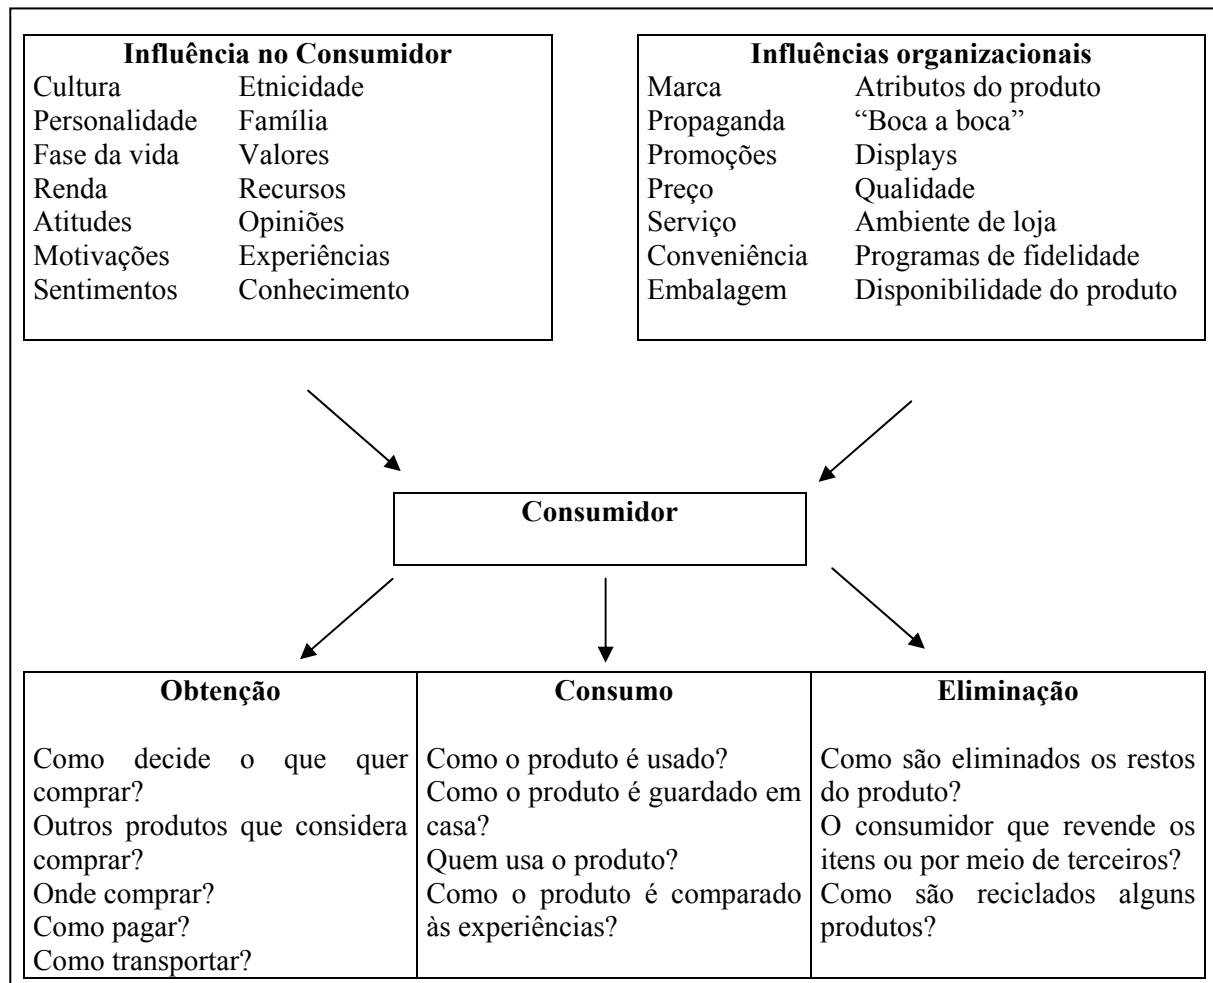 Influência no Consumidor
Cultura Etnicidade
Personalidade Família
Fase da vida Valores
Renda Recursos
Atitudes Opiniões
Motivações Experiências
Sentimentos Conhecimento
Influências organizacionais
Marca Atributos do produto
Propaganda “Boca a boca”
Promoções Displays
Preço Qualidade
Serviço Ambiente de loja
Conveniência Programas de fidelidade
Embalagem Disponibilidade do produto
Consumidor
Obtenção
Como decide o que quer
comprar?
Outros produtos que considera
comprar?
Onde comprar?
Como pagar?
Como transportar?
Consumo
Como o produto é usado?
Como o produto é guardado em
casa?
Quem usa o produto?
Como o produto é comparado
às experiências?
Eliminação
Como são eliminados os restos
do produto?
O consumidor que revende os
itens ou por meio de terceiros?
Como são reciclados alguns
produtos?